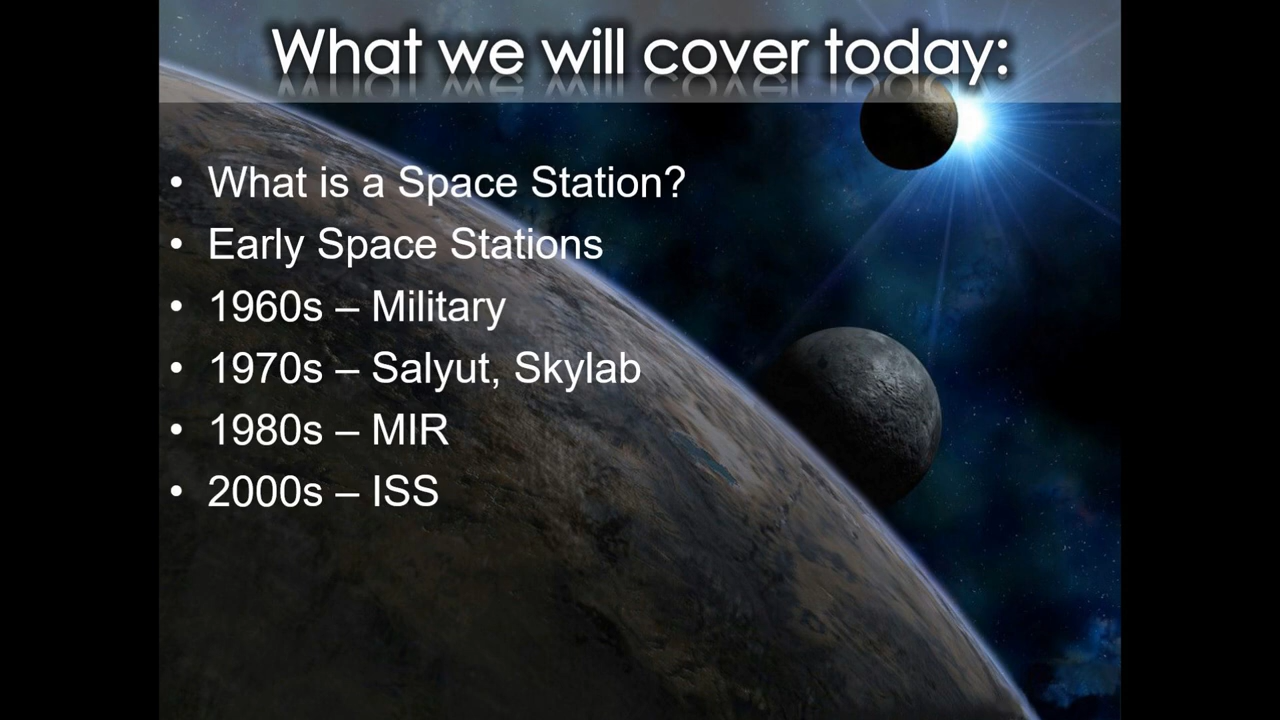 What we will cover today:
• What is a Space Station?
• Early Space Stations
• 1960s – Military
• 1970s – Salyut, Skylab
• 1980s – MIR
• 2000s – ISS